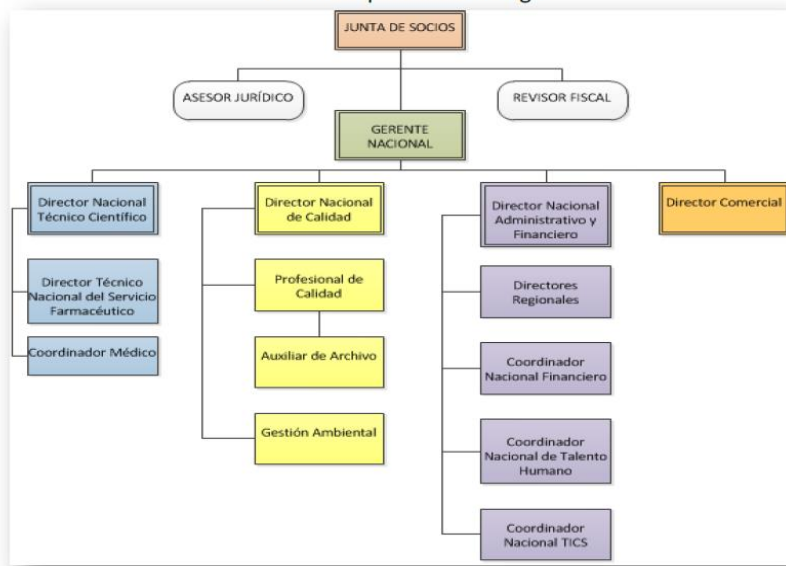 JUNTA DE SOCIOS
ASESOR JURÍDICO
REVISOR FISCAL
GERENTE
NACIONAL
Director Nacional
Técnico Científico
Director Nacional
de Calidad
Director Nacional
Administrativo y
Financiero
Director Comercial
Director Técnico
Nacional del Servicio
Farmacéutico
Profesional de
Calidad
Directores
Regionales
Coordinador Médico
Auxiliar de Archivo
Coordinador
Nacional Financiero
Gestión Ambiental
Coordinador
Nacional de Talento
Humano
Coordinador
Nacional TICS